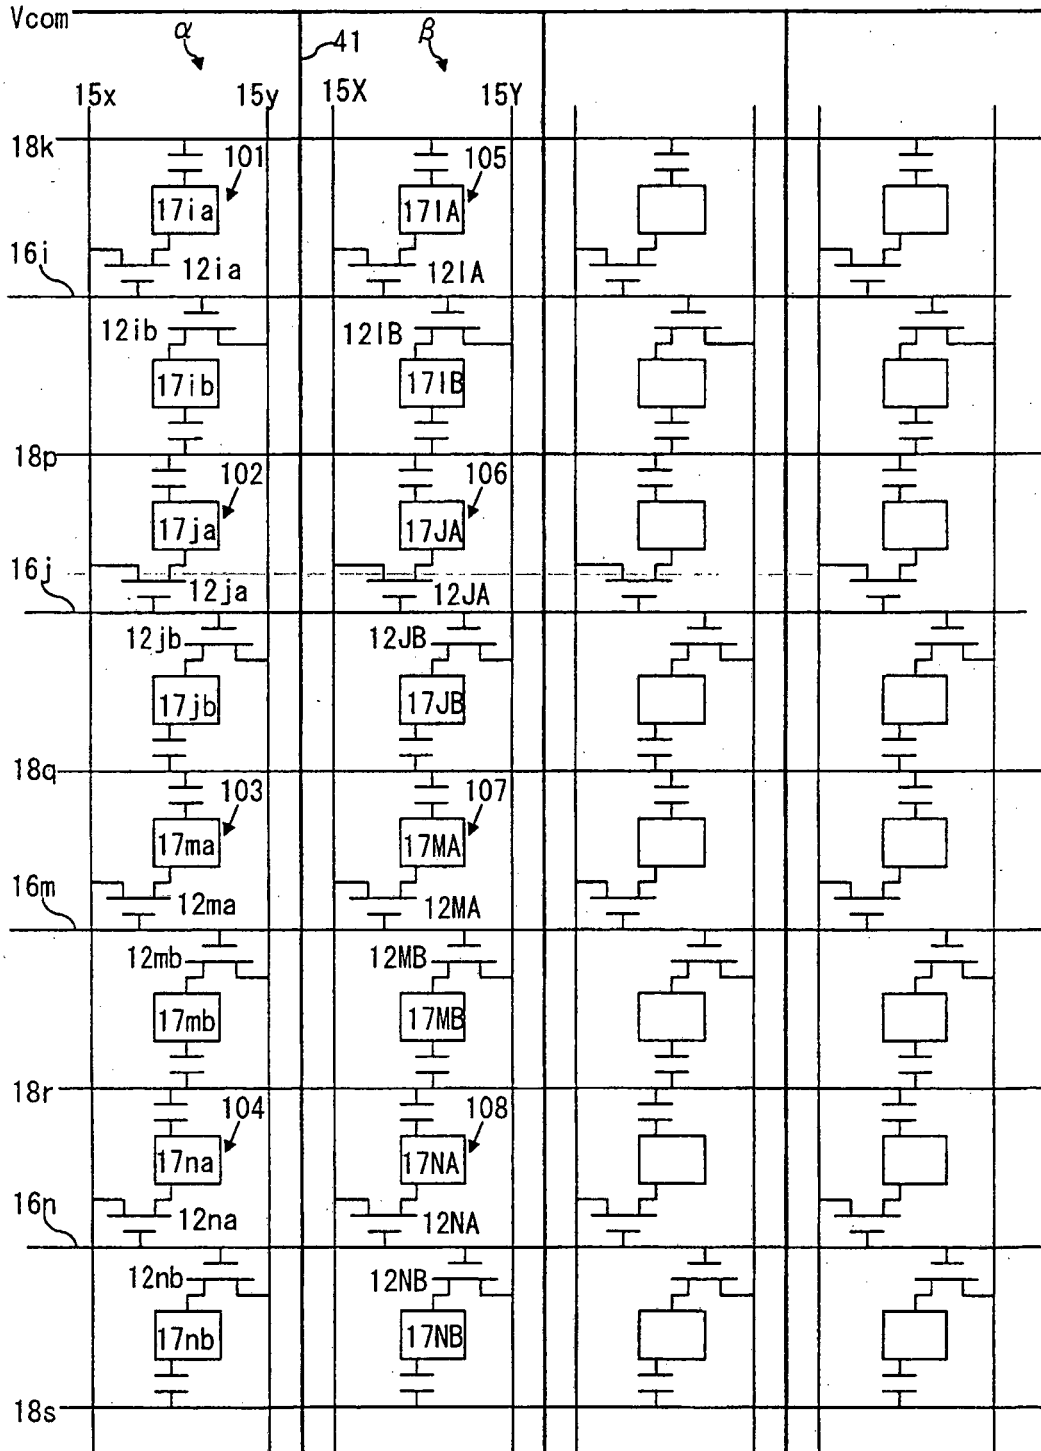 Vcom
α 41 β
15x 15y 15X 15Y
18k
101 105
17ia 17IA
16i
12ia 12IA
12ib 12IB
17ib 17IB
18p
102 106
17ja 17JA
16j
12ja 12JA
12jb 12JB
17jb 17JB
18q
103 107
17ma 17MA
16m
12ma 12MA
12mb 12MB
17mb 17MB
18r
104 108
17na 17NA
16n
12na 12NA
12nb 12NB
17nb 17NB
18s